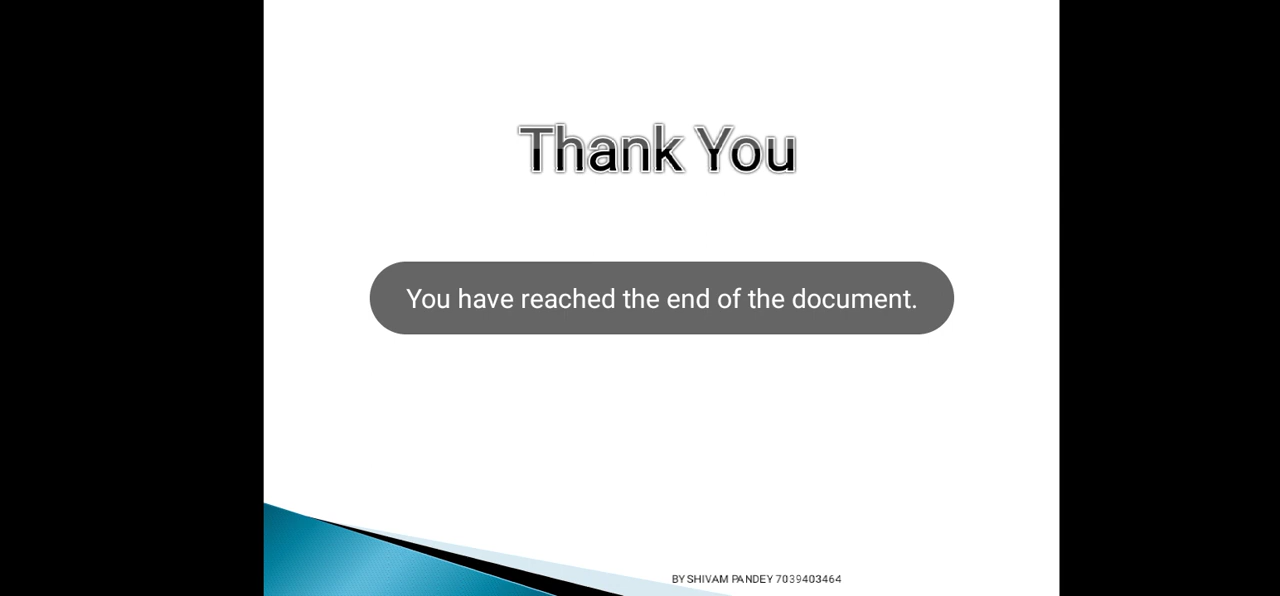 Thank You
You have reached the end of the document.
BY SHIVAM PANDEY 7039403464